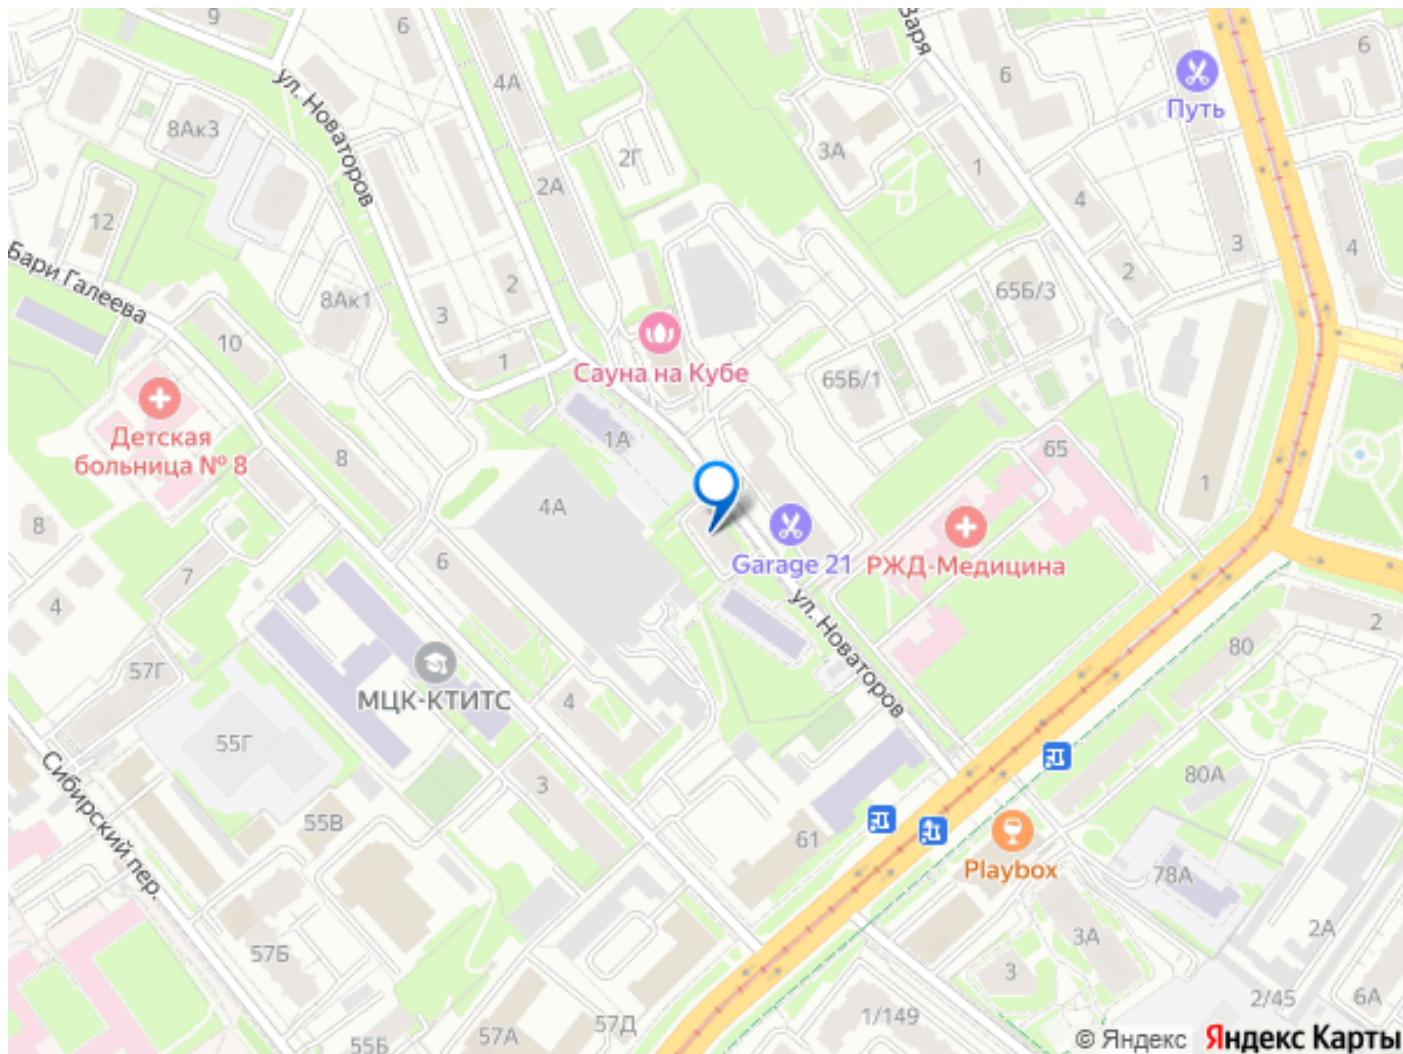 9
6
Заря
6
6
ул. Новаторов
4А
Путь
8Ак3
2Г
3А
1
2А
4
12
3
4
Бари Галеева
8Ак1
2
2
65Б/3
3
10
1
Сауна на Кубе
65Б/1
Детская
больница № 8
1А
65
8
1
4А
8
Garage 21
РЖД-Медицина
6
7
4
ул. Новаторов
2
80
57Г
МЦК-КТИТС
4
55Г
80А
3
Сибирский пер.
55В
61
Playbox
78А
57Б
3А
2А
3
2/45
6А
1/149
57Д
57А
55Б
© Яндекс Яндекс Карты